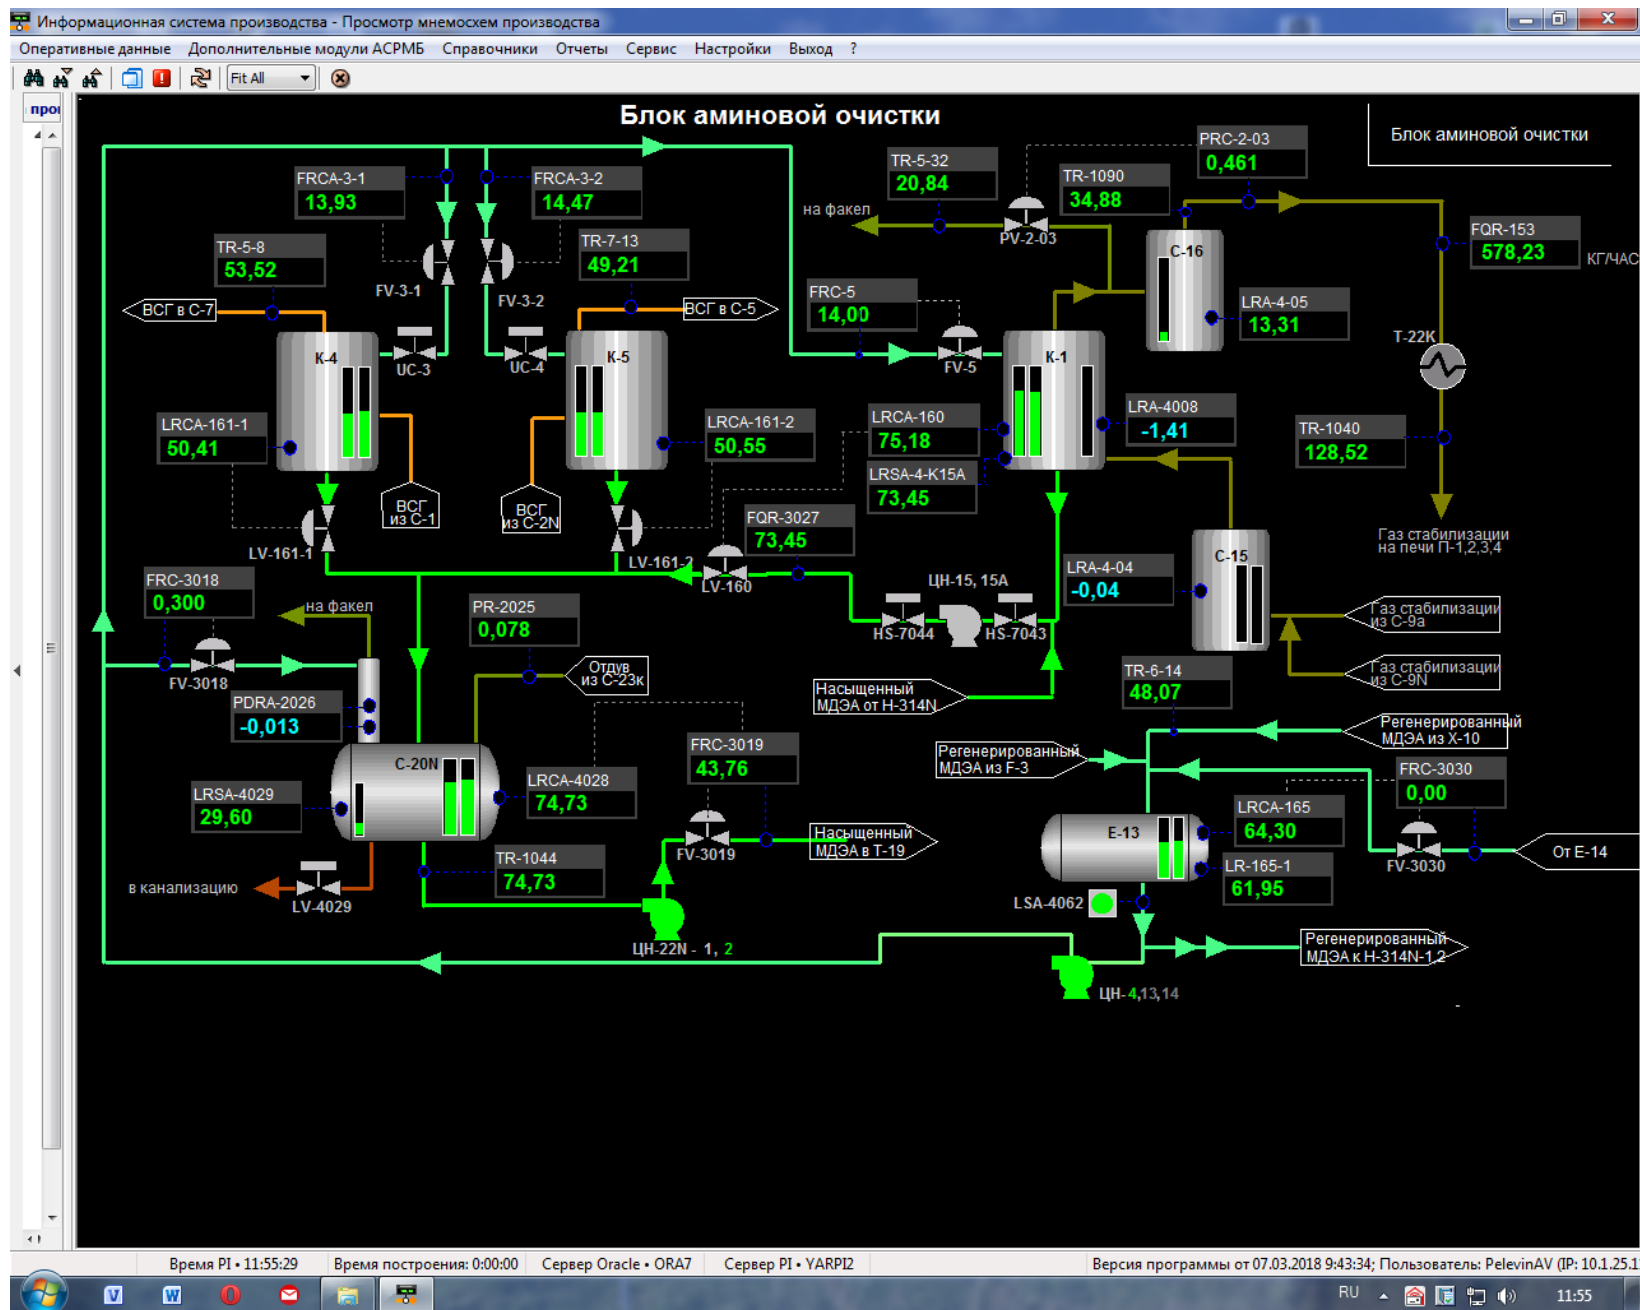 Информационная система производства - Просмотр мнемосхем производства
Оперативные данные Дополнительные модули АСРМБ Справочники Отчеты Сервис Настройки Выход ?
Fit All
Блок аминовой очистки
Блок аминовой очистки
PRC-2-03
0,461
TR-5-32
20,84
TR-1090
34,88
FRCA-3-1
13,93
FRCA-3-2
14,47
на факел
PV-2-03
С-16
FQR-153
578,23
КГ/ЧАС
TR-5-8
53,52
TR-7-13
49,21
FV-3-1
FV-3-2
FRC-5
14,00
LRA-4-05
13,31
ВСГ в С-7
ВСГ в С-5
Т-22К
К-4
UC-3
UC-4
К-5
FV-5
К-1
LRCA-161-1
50,41
LRCA-161-2
50,55
LRCA-160
75,18
LRA-4008
-1,41
TR-1040
128,52
LRSA-4-K15A
73,45
ВСГ
из С-1
ВСГ
из С-2N
FQR-3027
73,45
LV-161-1
LV-161-2
LV-160
Газ стабилизации
на печи П-1,2,3,4
С-15
LRA-4-04
-0,04
ЦН-15, 15А
HS-7044
HS-7043
FRC-3018
0,300
на факел
PR-2025
0,078
Газ стабилизации
из С-9а
Газ стабилизации
из С-9N
FV-3018
Отдув
из С-23к
TR-6-14
48,07
Насыщенный
МДЭА от Н-314N
PDRA-2026
-0,013
Регенерированный
МДЭА из Х-10
FRC-3019
43,76
Регенерированный
МДЭА из F-3
С-20N
LRCA-4028
74,73
FRC-3030
0,00
LRSA-4029
29,60
LRCA-165
64,30
Е-13
FV-3019
Насыщенный
МДЭА в Т-19
FV-3030
От Е-14
TR-1044
74,73
LR-165-1
61,95
в канализацию
LV-4029
LSA-4062
ЦН-22N - 1, 2
Регенерированный
МДЭА к Н-314N-1,2
ЦН-4,13,14
Время PI • 11:55:29 Время построения: 0:00:00 Сервер Oracle • ORA7 Сервер PI • YARPI2 Версия программы от 07.03.2018 9:43:34; Пользователь: PelevinAV (IP: 10.1.25.1
RU 11:55